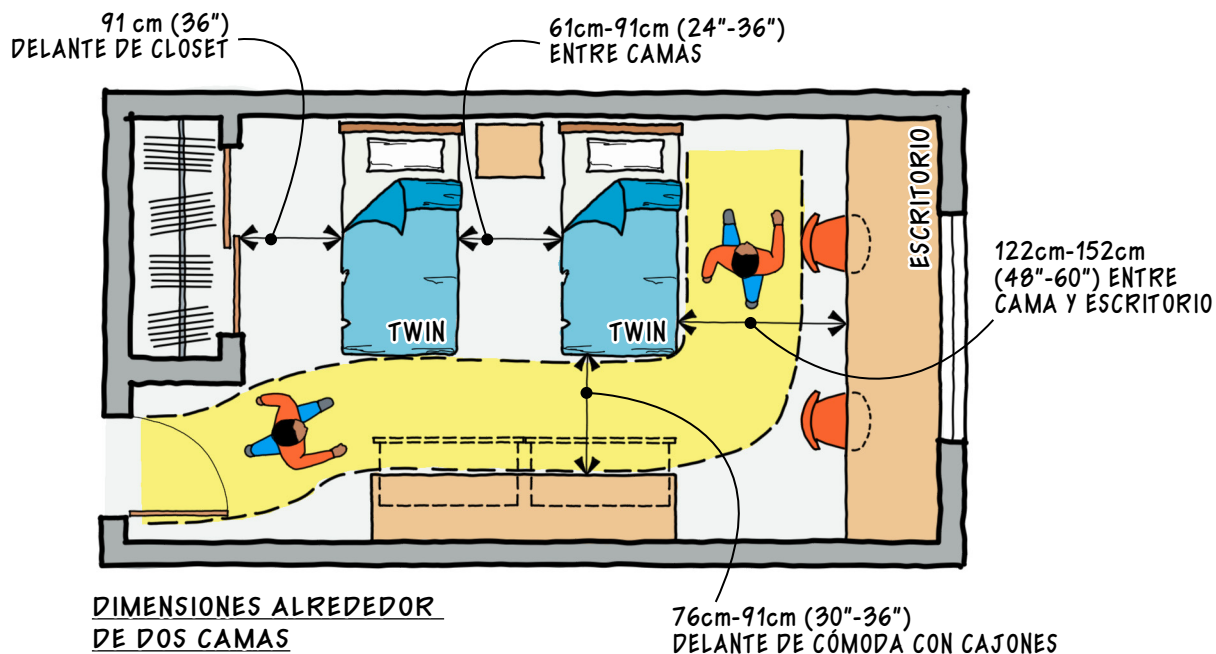 91 cm (36")
DELANTE DE CLOSET
61cm-91cm (24"-36")
ENTRE CAMAS
ESCRITORIO
122cm-152cm
(48"-60") ENTRE
CAMA Y ESCRITORIO
TWIN
TWIN
76cm-91cm (30"-36")
DELANTE DE CÓMODA CON CAJONES
DIMENSIONES ALREDEDOR
DE DOS CAMAS